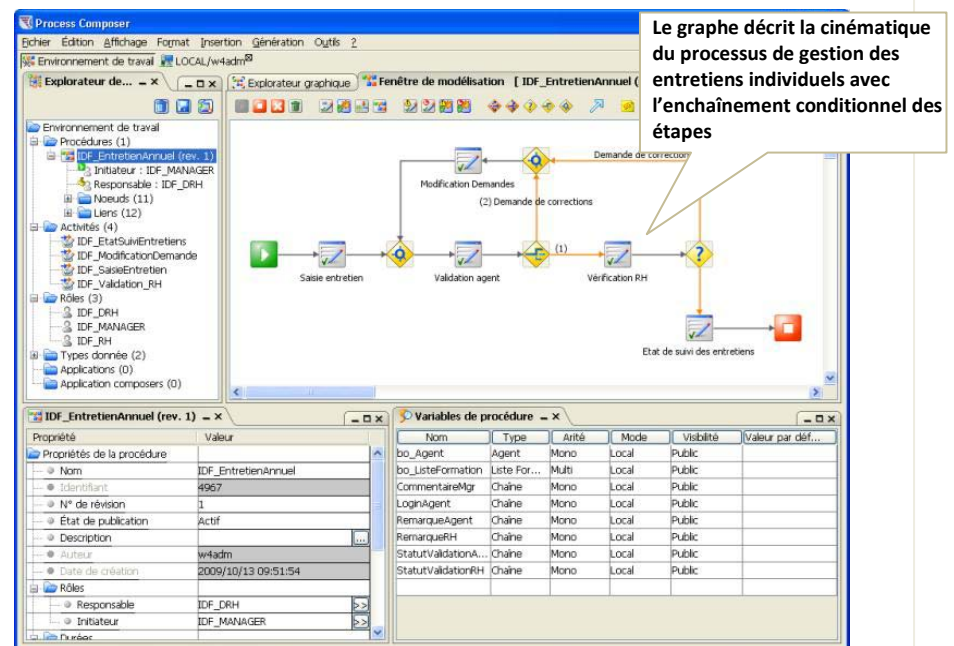 Process Composer
Fichier Édition Affichage Format Insertion Génération Outils ?
Environnement de travail LOCAL/w4adm
Le graphe décrit la cinématique
du processus de gestion des
entretiens individuels avec
l’enchaînement conditionnel des
étapes
Explorateur de...
Explorateur graphique
Fenêtre de modélisation [ IDF_EntretienAnnuel (
Environnement de travail
Procédures (1)
IDF_EntretienAnnuel (rev. 1)
Initiateur : IDF_MANAGER
Responsable : IDF_DRH
Noeuds (11)
Liens (12)
Activités (4)
IDF_EtatSuiviEntretiens
IDF_ModificationDemande
IDF_SaisieEntretien
IDF_Validation_RH
Rôles (3)
IDF_DRH
IDF_MANAGER
IDF_RH
Types donnée (2)
Applications (0)
Application composers (0)
Demande de correction
Modification Demandes
(2) Demande de corrections
(1)
Saisie entretien
Validation agent
Vérification RH
?
Etat de suivi des entretiens
IDF_EntretienAnnuel (rev. 1)
Propriété Valeur
Propriétés de la procédure
Nom IDF_EntretienAnnuel
Identifiant 4967
N° de révision 1
État de publication Actif
Description ...
Auteur w4adm
Date de création 2009/10/13 09:51:54
Rôles
Responsable IDF_DRH >>
Initiateur IDF_MANAGER >>
Durées
Variables de procédure
Nom Type Arité Mode Visbilité Valeur par déf...
bo_Agent Agent Mono Local Public
bo_ListeFormation Liste For... Multi Local Public
CommentaireMgr Chaîne Mono Local Public
LoginAgent Chaîne Mono Local Public
RemarqueAgent Chaîne Mono Local Public
RemarqueRH Chaîne Mono Local Public
StatutValidationA... Chaîne Mono Local Public
StatutValidationRH Chaîne Mono Local Public